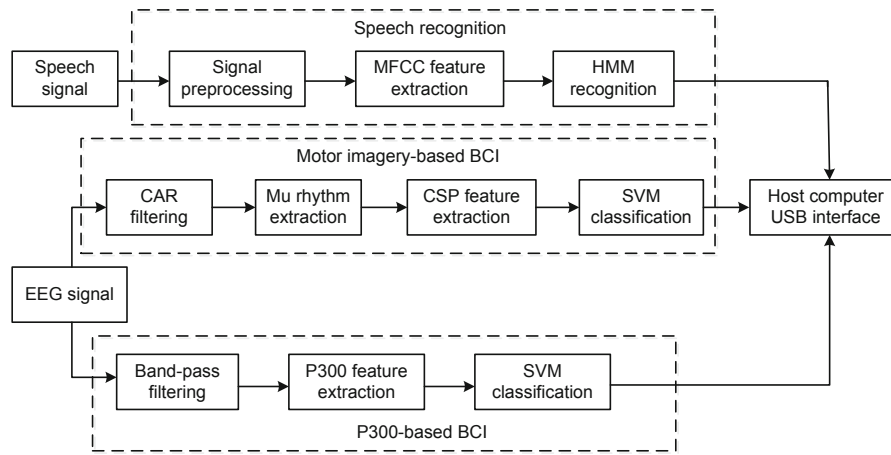 Speech recognition
Speech
signal
Signal
preprocessing
MFCC feature
extraction
HMM
recognition
Motor imagery-based BCI
CAR
filtering
Mu rhythm
extraction
CSP feature
extraction
SVM
classification
Host computer
USB interface
EEG signal
Band-pass
filtering
P300 feature
extraction
SVM
classification
P300-based BCI